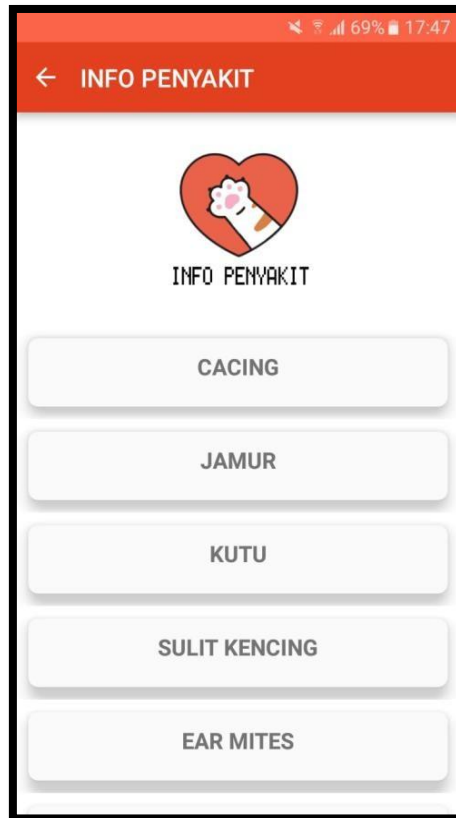 69% 17:47
INFO PENYAKIT
INFO PENYAKIT
CACING
JAMUR
KUTU
SULIT KENCING
EAR MITES